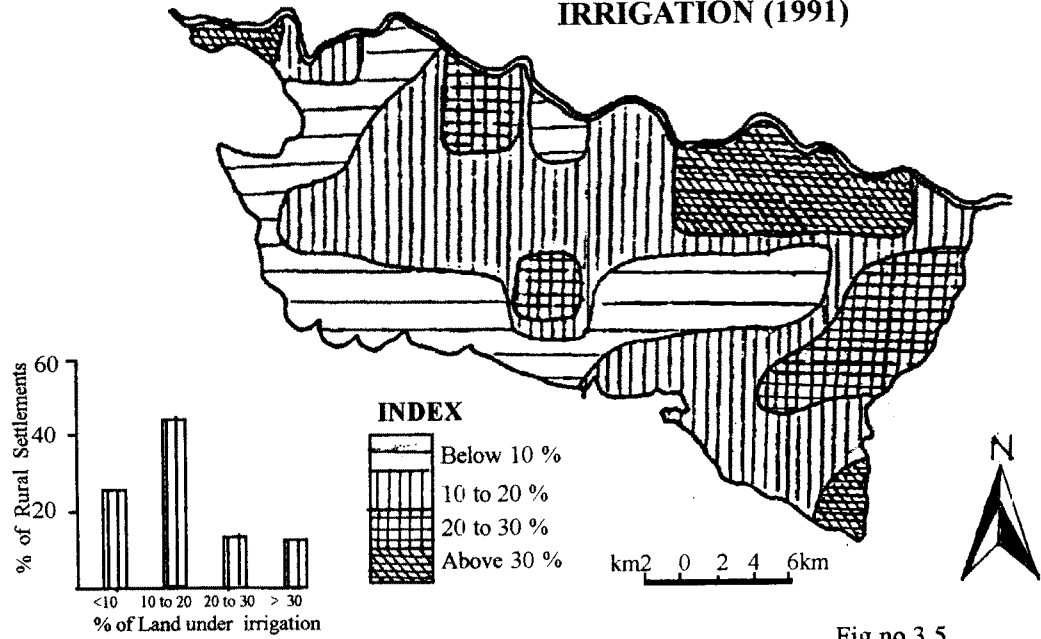 IRRIGATION (1991)
60
40
20
% of Rural Settlements
<10 10 to 20 20 to 30 > 30
% of Land under irrigation
INDEX
Below 10 %
10 to 20 %
20 to 30 %
Above 30 %
km2 0 2 4 6km
N
Fig no 3.5